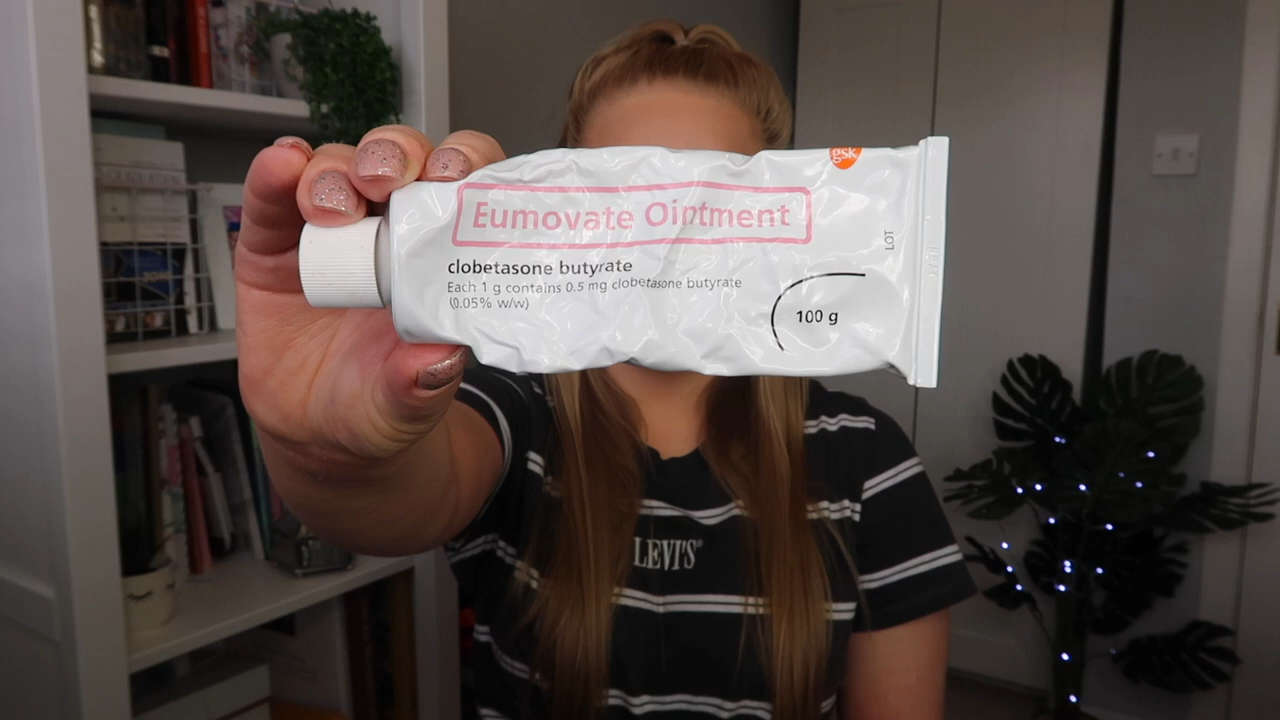 gsk
Eumovate Ointment
LOT
clobetasone butyrate
Each 1 g contains 0.5 mg clobetasone butyrate
(0.05% w/w)
100 g
LEVI'S®